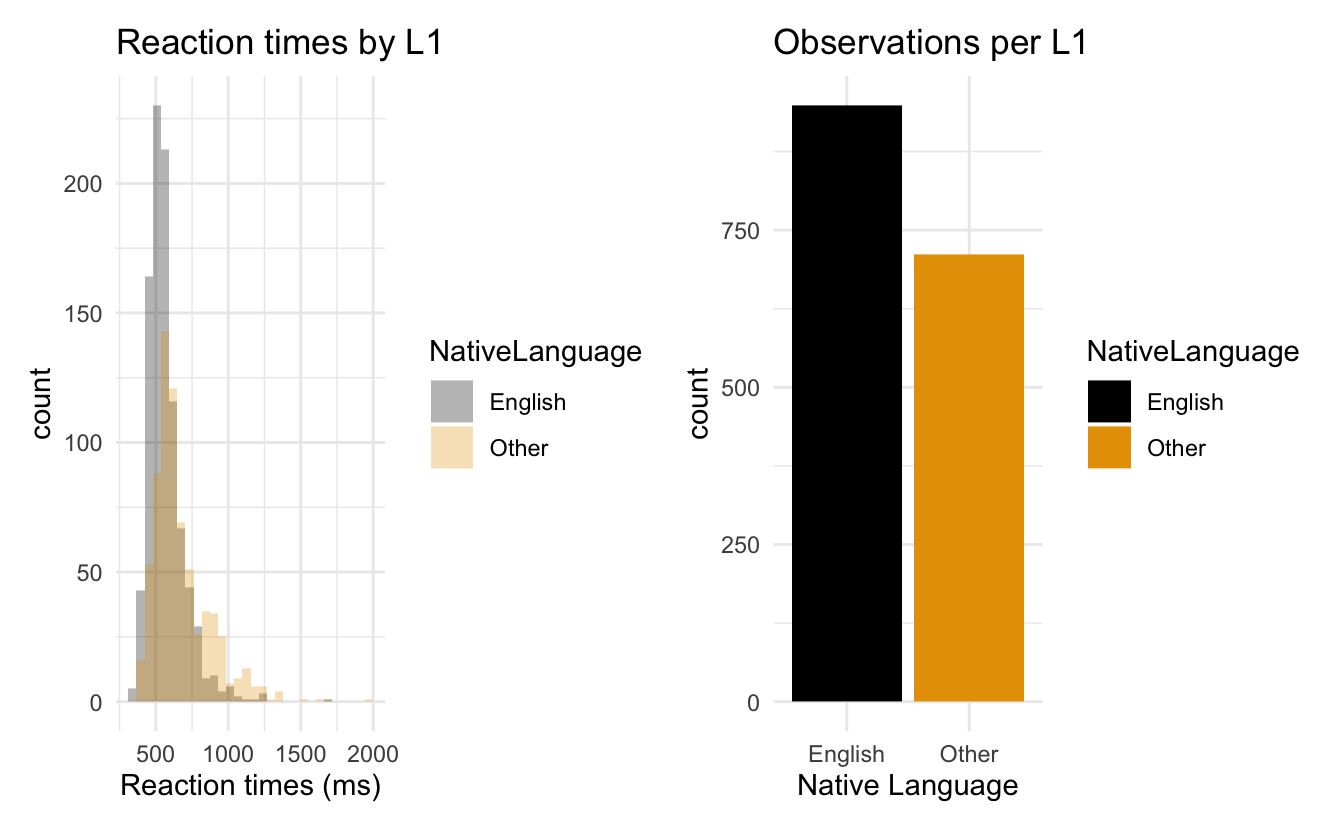 Reaction times by L1
count
200
150
100
50
0
500 1000 1500 2000
Reaction times (ms)
NativeLanguage
English
Other
Observations per L1
count
750
500
250
0
English Other
Native Language
NativeLanguage
English
Other